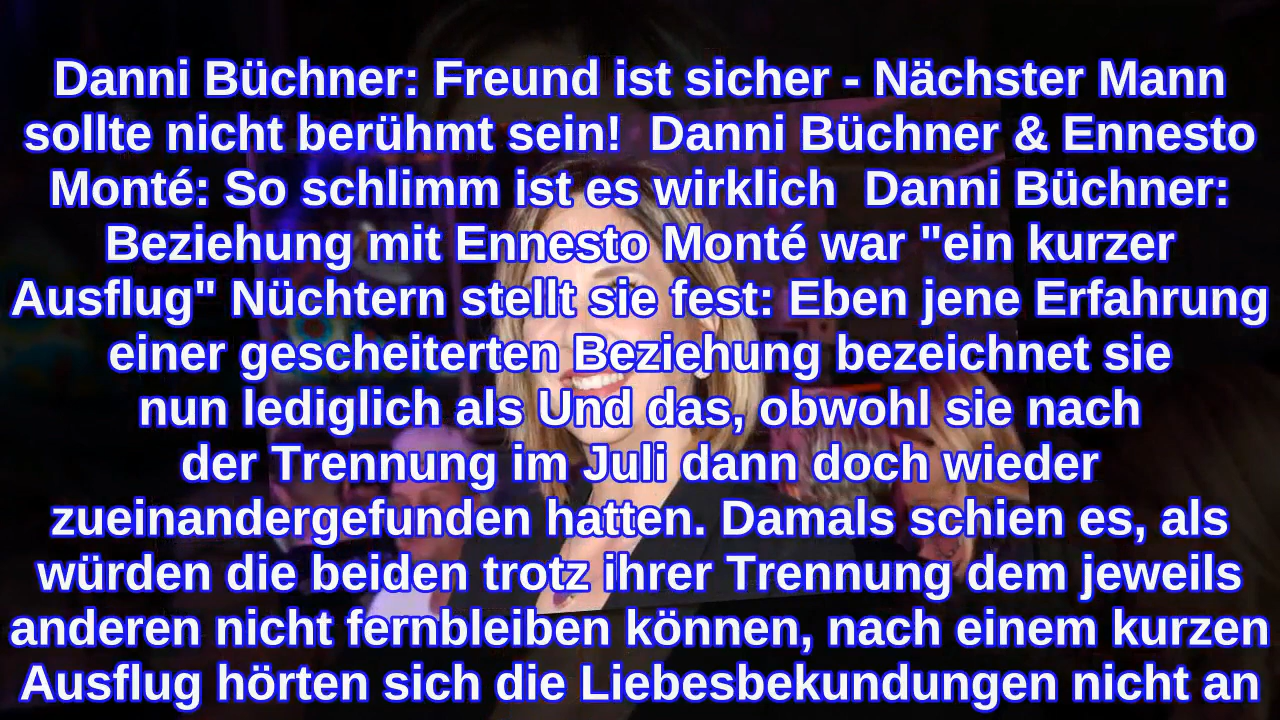 Danni Büchner: Freund ist sicher - Nächster Mann
sollte nicht berühmt sein!  Danni Büchner & Ennesto
Monté: So schlimm ist es wirklich  Danni Büchner:
Beziehung mit Ennesto Monté war "ein kurzer
Ausflug" Nüchtern stellt sie fest: Eben jene Erfahrung
einer gescheiterten Beziehung bezeichnet sie
nun lediglich als Und das, obwohl sie nach
der Trennung im Juli dann doch wieder
zueinandergefunden hatten. Damals schien es, als
würden die beiden trotz ihrer Trennung dem jeweils
anderen nicht fernbleiben können, nach einem kurzen
Ausflug hörten sich die Liebesbekundungen nicht an